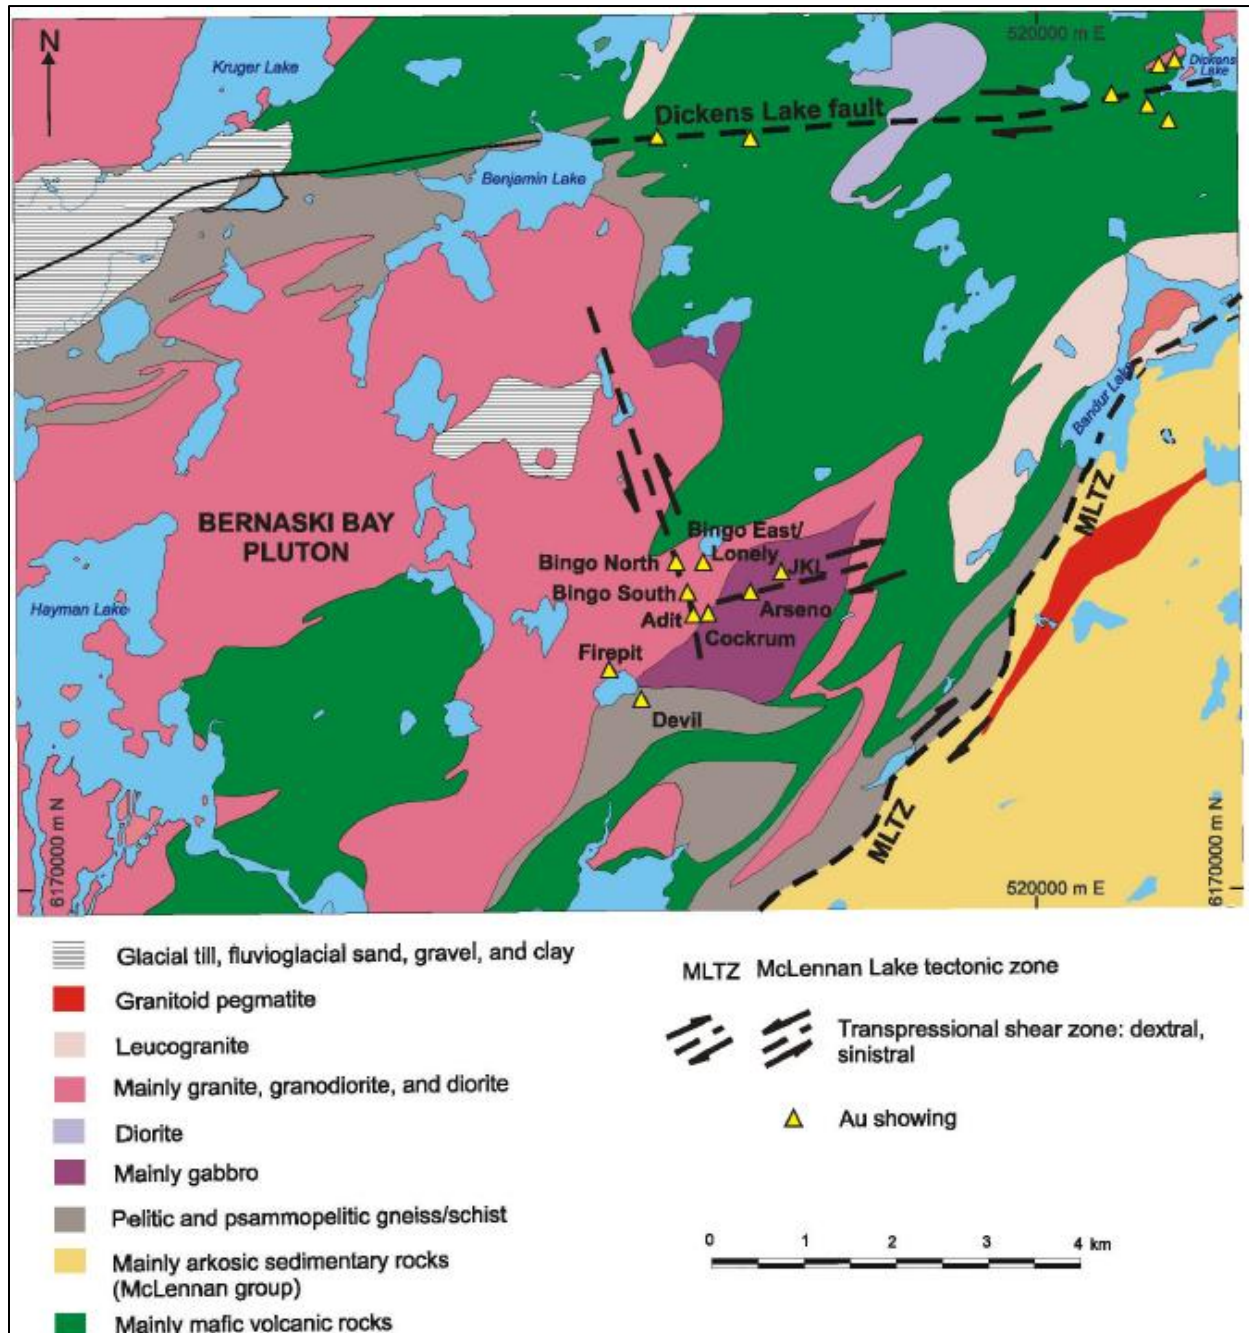 N
520000 m E
Kruger Lake
Dickens
Lake
Dickens Lake fault
Benjamin Lake
Bandur Lake
MLTZ
BERNASKI BAY
PLUTON
Bingo East/
Lonely
Bingo North
JKL
Bingo South
Arseno
Adit
Cockrum
Hayman Lake
Firepit
Devil
MLTZ
6170000 m N
520000 m E
6170000 m N
Glacial till, fluvioglacial sand, gravel, and clay
Granitoid pegmatite
Leucogranite
Mainly granite, granodiorite, and diorite
Diorite
Mainly gabbro
Pelitic and psammopelitic gneiss/schist
Mainly arkosic sedimentary rocks
(McLennan group)
Mainly mafic volcanic rocks
MLTZ McLennan Lake tectonic zone
Transpressional shear zone: dextral,
sinistral
Au showing
0 1 2 3 4 km